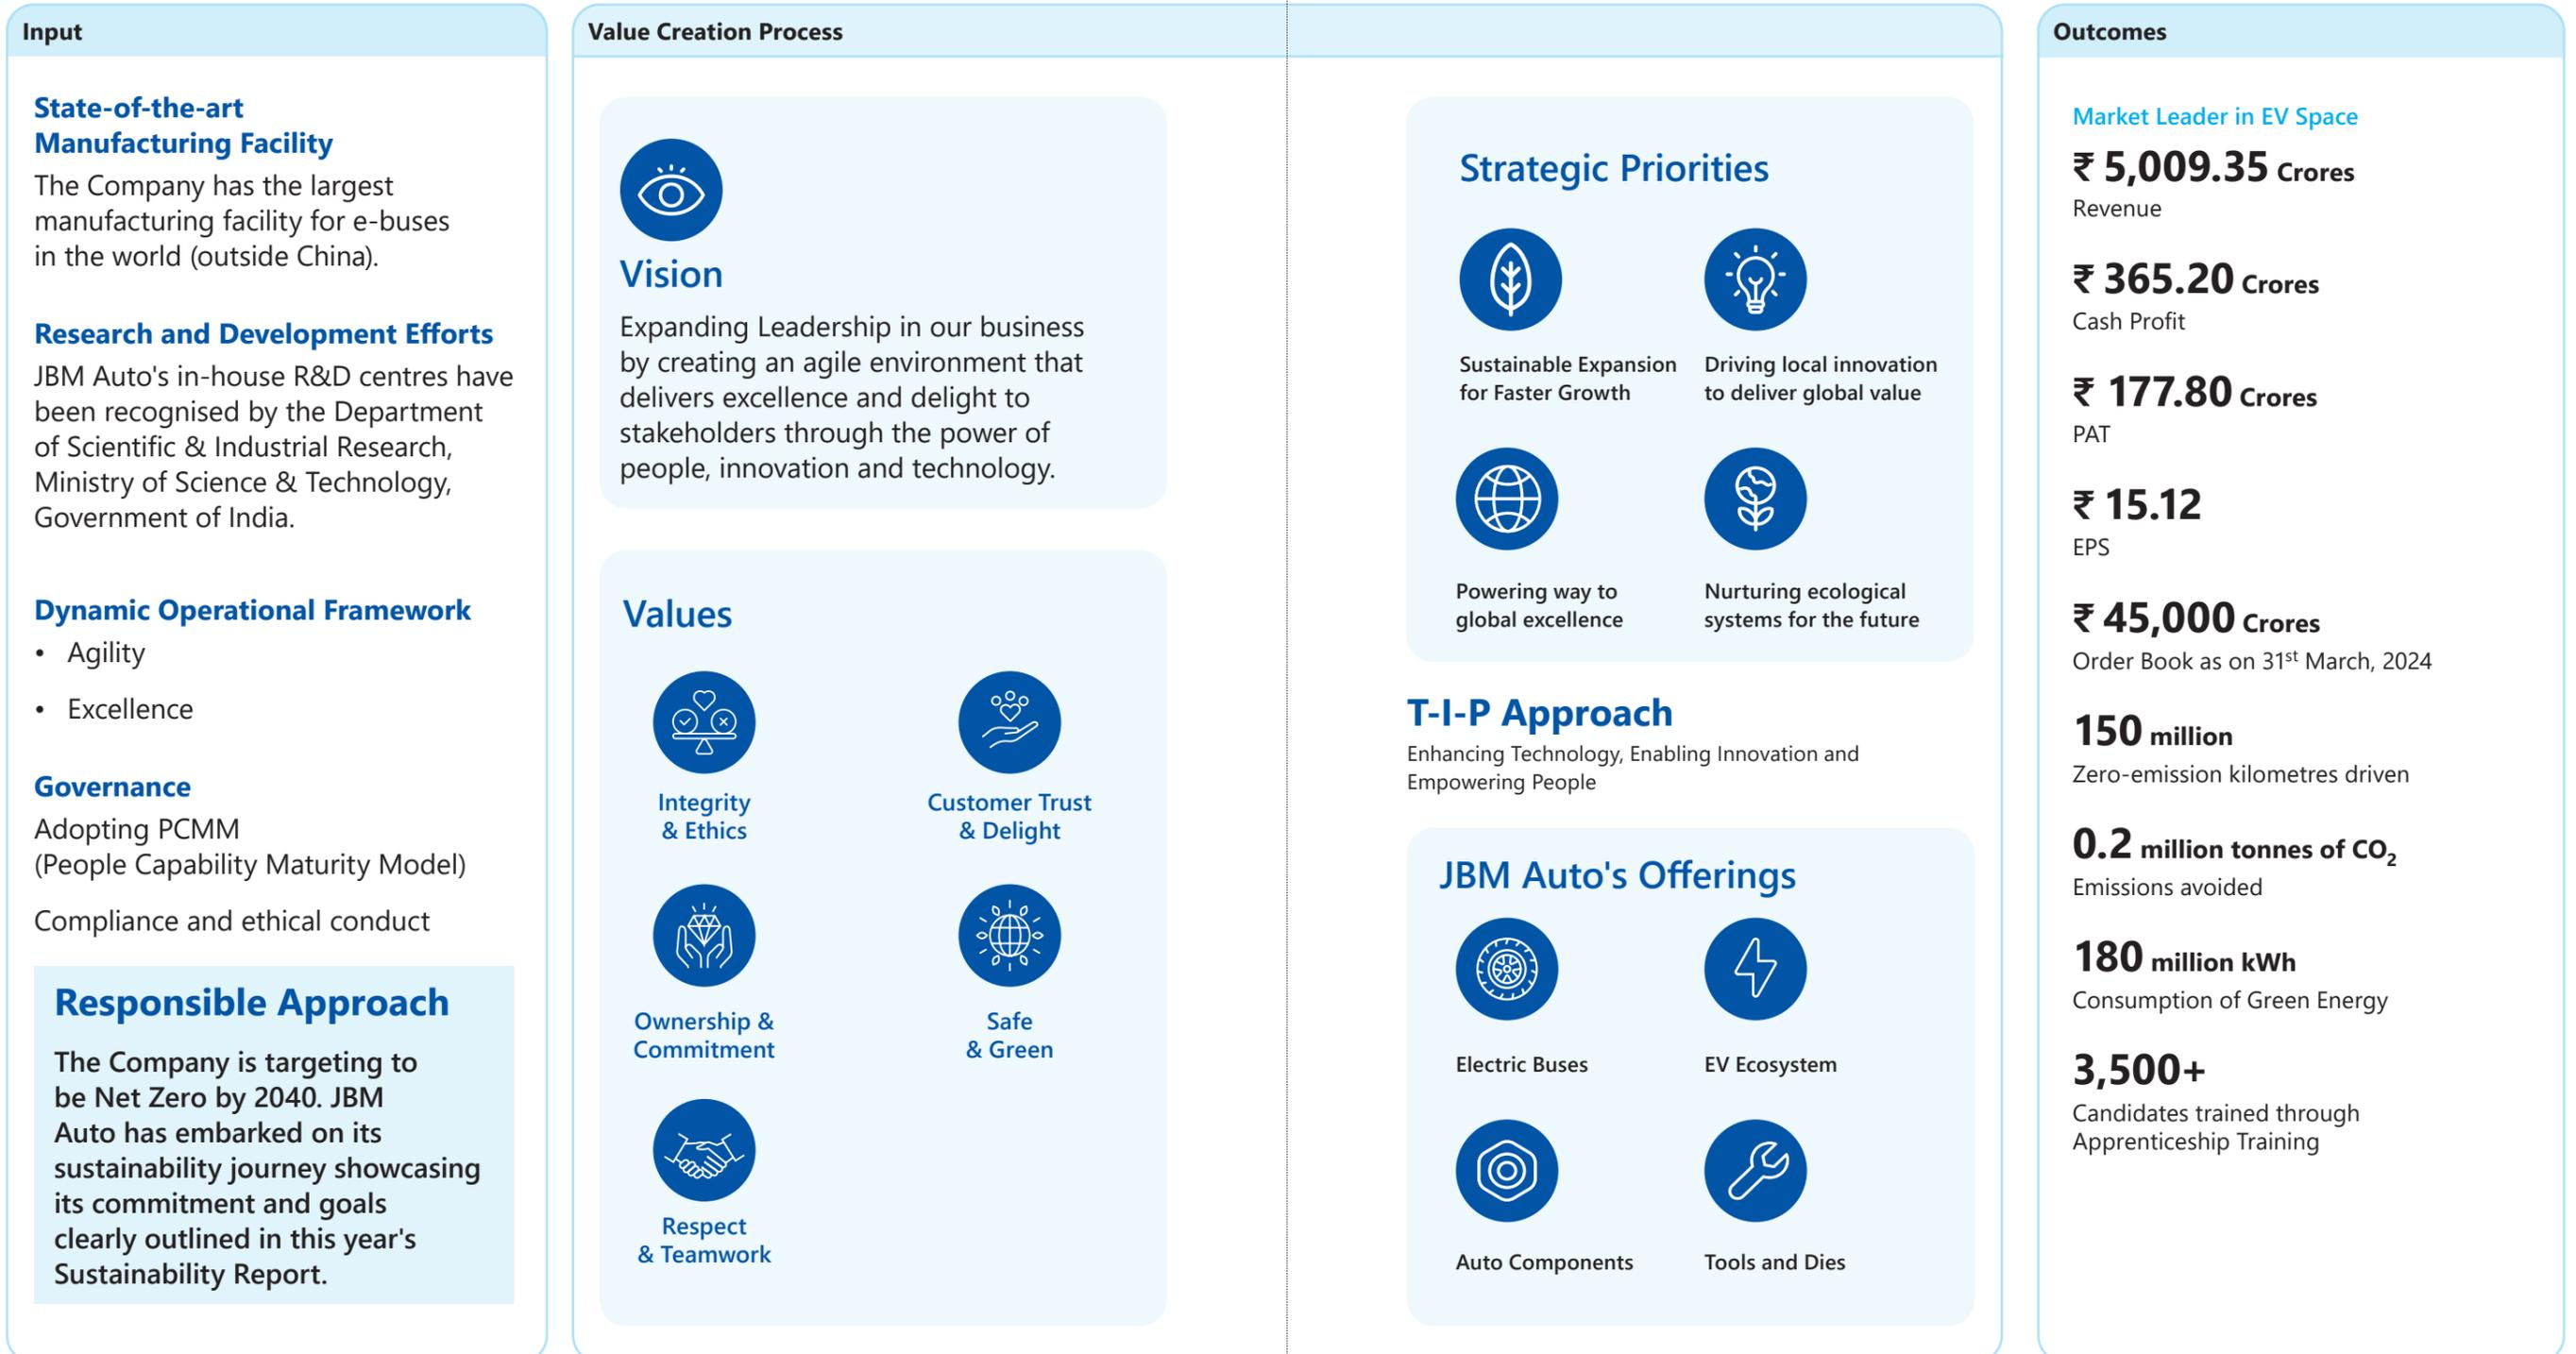 Input
State-of-the-art
Manufacturing Facility
The Company has the largest
manufacturing facility for e-buses
in the world (outside China).
Research and Development Efforts
JBM Auto's in-house R&D centres have
been recognised by the Department
of Scientific & Industrial Research,
Ministry of Science & Technology,
Government of India.
Dynamic Operational Framework
• Agility
• Excellence
Governance
Adopting PCMM
(People Capability Maturity Model)
Compliance and ethical conduct
Responsible Approach
The Company is targeting to
be Net Zero by 2040. JBM
Auto has embarked on its
sustainability journey showcasing
its commitment and goals
clearly outlined in this year's
Sustainability Report.
Value Creation Process
Vision
Expanding Leadership in our business
by creating an agile environment that
delivers excellence and delight to
stakeholders through the power of
people, innovation and technology.
Values
Integrity
& Ethics
Customer Trust
& Delight
Ownership &
Commitment
Safe
& Green
Respect
& Teamwork
Strategic Priorities
Sustainable Expansion
for Faster Growth
Driving local innovation
to deliver global value
Powering way to
global excellence
Nurturing ecological
systems for the future
T-I-P Approach
Enhancing Technology, Enabling Innovation and
Empowering People
JBM Auto's Offerings
Electric Buses
EV Ecosystem
Auto Components
Tools and Dies
Outcomes
Market Leader in EV Space
₹ 5,009.35 Crores
Revenue
₹ 365.20 Crores
Cash Profit
₹ 177.80 Crores
PAT
₹ 15.12
EPS
₹ 45,000 Crores
Order Book as on 31st March, 2024
150 million
Zero-emission kilometres driven
0.2 million tonnes of CO₂
Emissions avoided
180 million kWh
Consumption of Green Energy
3,500+
Candidates trained through
Apprenticeship Training